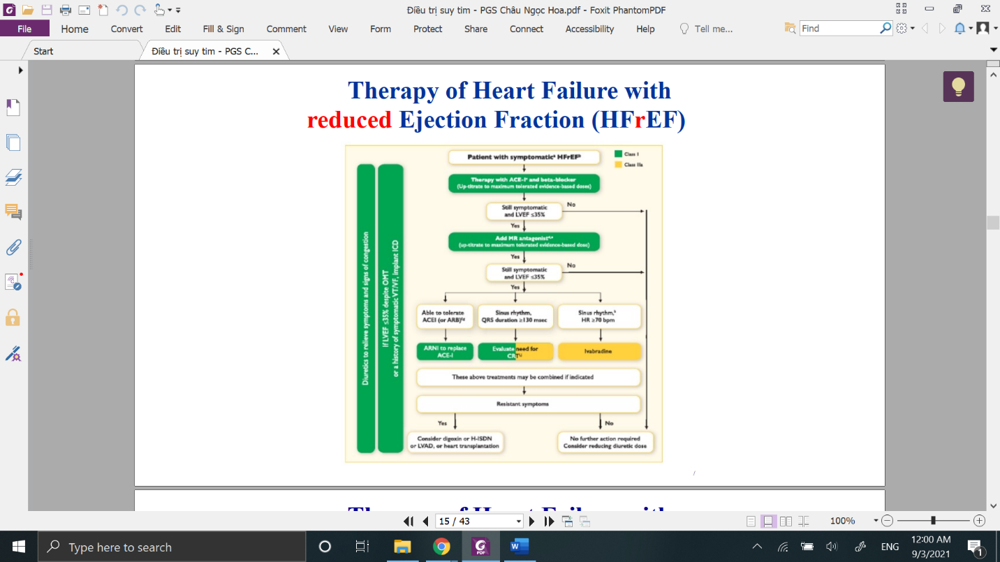 Điều trị suy tim - PGS Châu Ngọc Hoa.pdf - Foxit PhantomPDF
File
Home
Convert
Edit
Fill & Sign
Comment
View
Form
Protect
Share
Connect
Accessibility
Help
Tell me...
Find
Start
Điều trị suy tim - PGS C...
Therapy of Heart Failure with
reduced Ejection Fraction (HFrEF)
Class I
Class IIa
Diuretics to relieve symptoms and signs of congestion
If LVEF ≤35% despite OMT
or a history of symptomatic VT/VF, implant ICD
Patient with symptomaticᵃ HFrEFᵇ
Therapy with ACE-Iᶜ and beta-blocker
(Up-titrate to maximum tolerated evidence-based doses)
Still symptomatic
and LVEF ≤35%
No
Yes
Add MR antagonistᵈ,ᵉ
(up-titrate to maximum tolerated evidence-based dose)
Yes
Still symptomatic
and LVEF ≤35%
No
Yes
Able to tolerate
ACEI (or ARB)ᶠ,ᵍ
Sinus rhythm,
QRS duration ≥130 msec
Sinus rhythm,ʰ
HR ≥70 bpm
ARNI to replace
ACE-I
Evaluate need for
CRTⁱ,ʲ
Ivabradine
These above treatments may be combined if indicated
Resistant symptoms
Yes
No
Consider digoxin or H-ISDN
or LVAD, or heart transplantation
No further action required
Consider reducing diuretic dose
/
15 / 43
100%
Type here to search
ENG
12:00 AM
9/3/2021
1